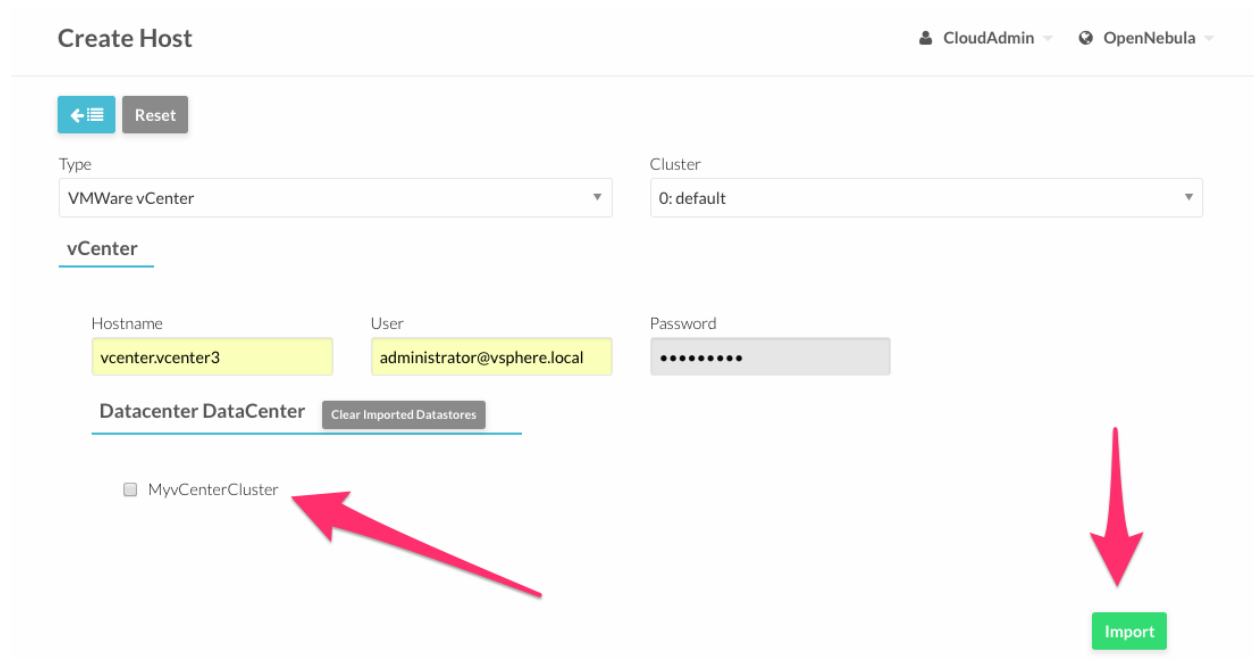 Create Host CloudAdmin OpenNebula
Reset
Type Cluster
VMWare vCenter 0: default
vCenter
Hostname User Password
vcenter.vcenter3 administrator@vsphere.local •••••••••
Datacenter DataCenter Clear Imported Datastores
MyvCenterCluster
Import